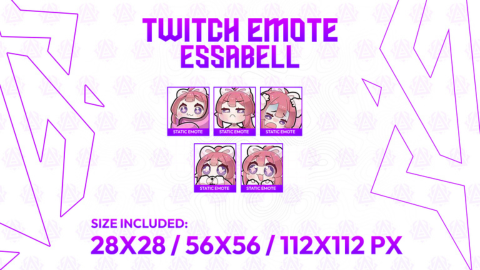 TWITCH EMOTE
ESSABELL
STATIC EMOTE
STATIC EMOTE
STATIC EMOTE
STATIC EMOTE
STATIC EMOTE
SIZE INCLUDED:
28X28 / 56X56 / 112X112 PX